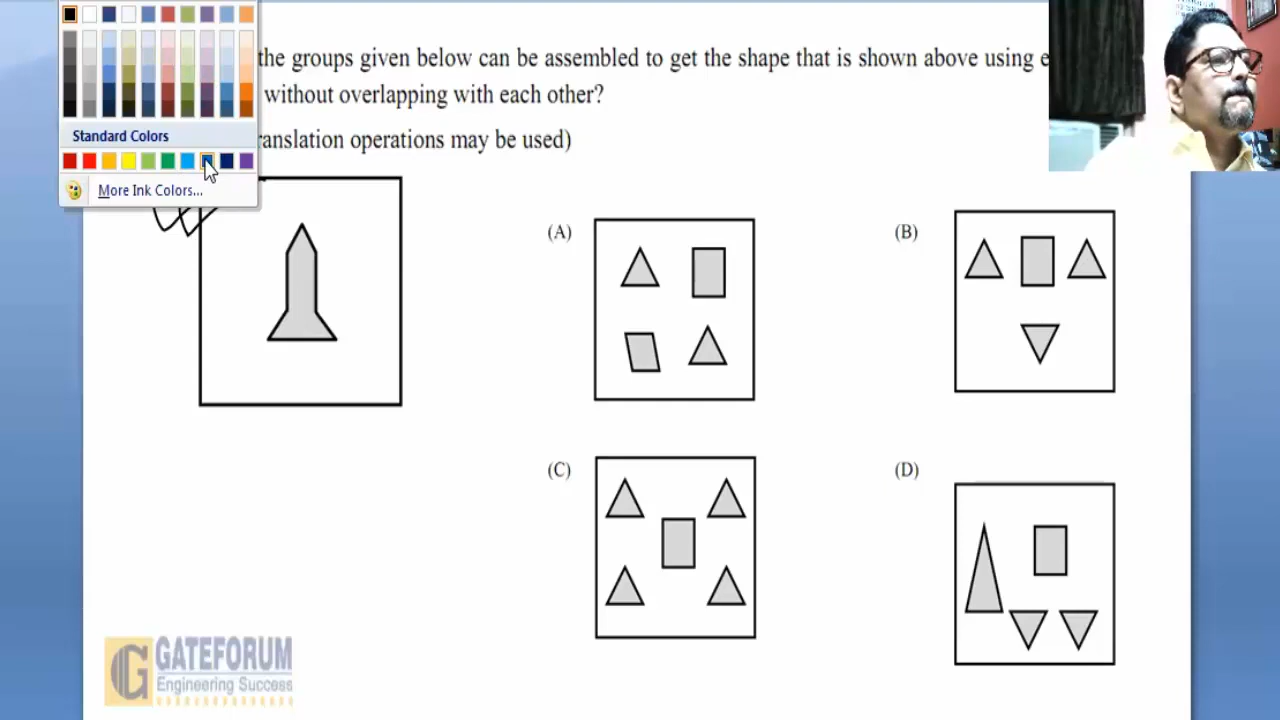 the groups given below can be assembled to get the shape that is shown above using
without overlapping with each other?
Standard Colors
ranslation operations may be used)
More Ink Colors...
(A)
(B)
(C)
(D)
GATEFORUM
Engineering Success